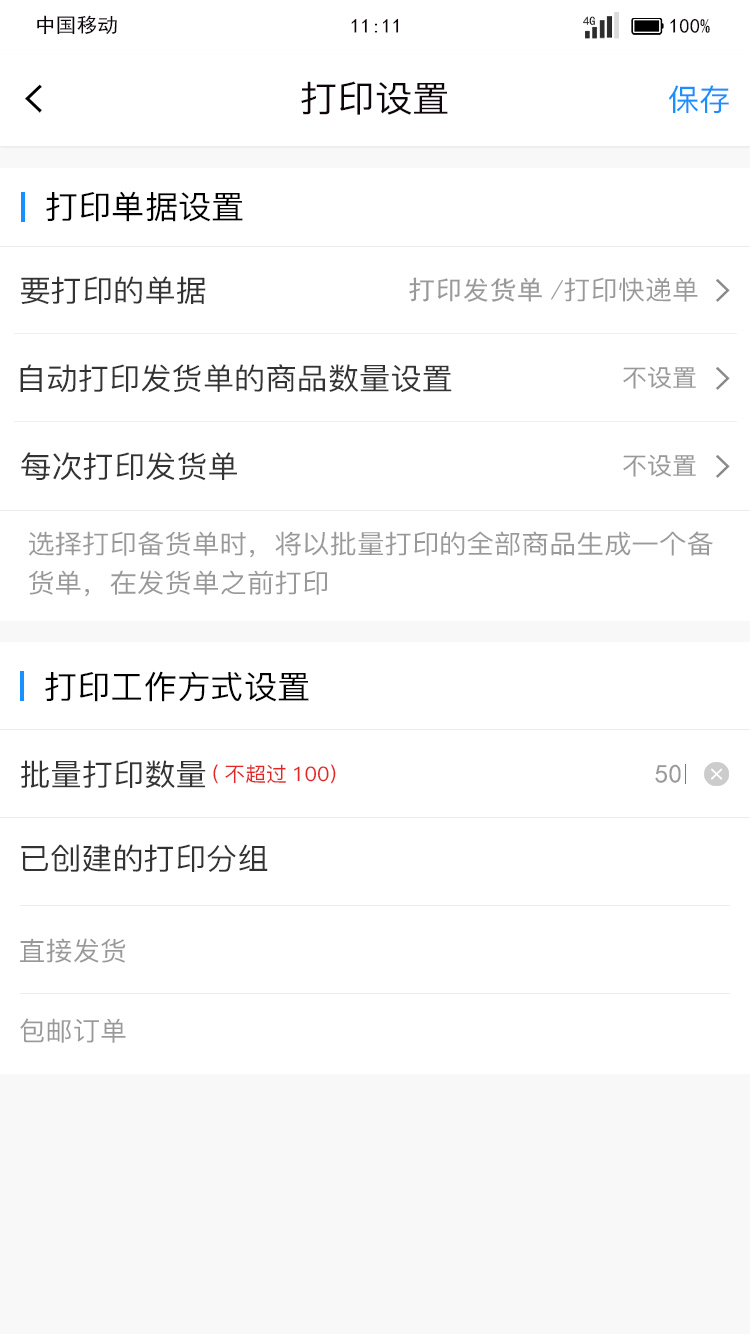 中国移动 11:11 4G 100%
打印设置 保存
打印单据设置
要打印的单据 打印发货单 /打印快递单
自动打印发货单的商品数量设置 不设置
每次打印发货单 不设置
选择打印备货单时，将以批量打印的全部商品生成一个备
货单，在发货单之前打印
打印工作方式设置
批量打印数量 ( 不超过 100) 50
已创建的打印分组
直接发货
包邮订单